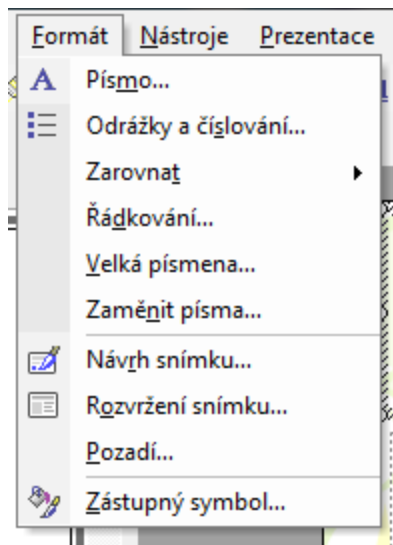 Formát Nástroje Prezentace
Písmo...
Odrážky a číslování...
Zarovnat
Řádkování...
Velká písmena...
Zaměnit písma...
Návrh snímku...
Rozvržení snímku...
Pozadí...
Zástupný symbol...